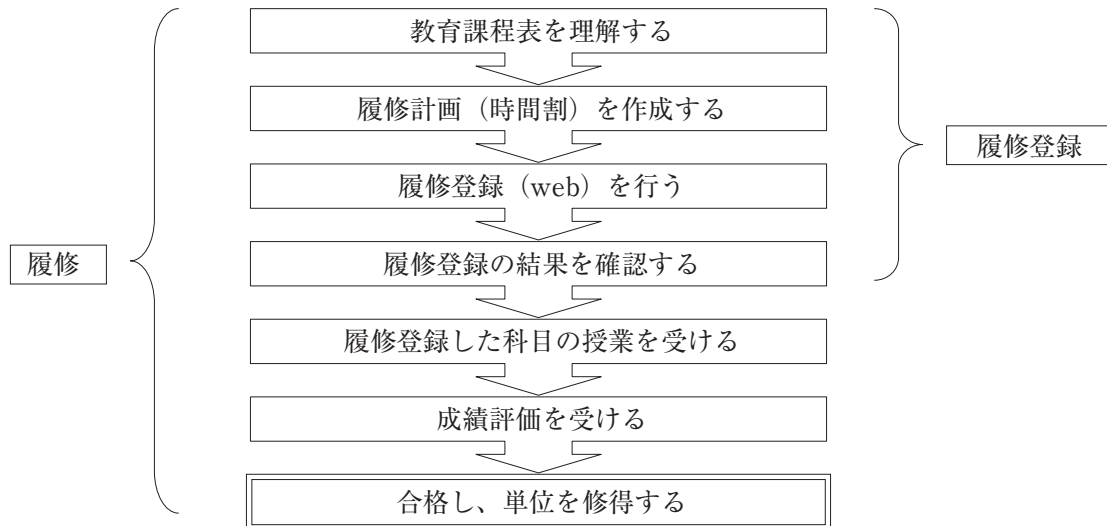 教育課程表を理解する
履修計画（時間割）を作成する
履修登録
履修登録（web）を行う
履修登録の結果を確認する
履修
履修登録した科目の授業を受ける
成績評価を受ける
合格し、単位を修得する